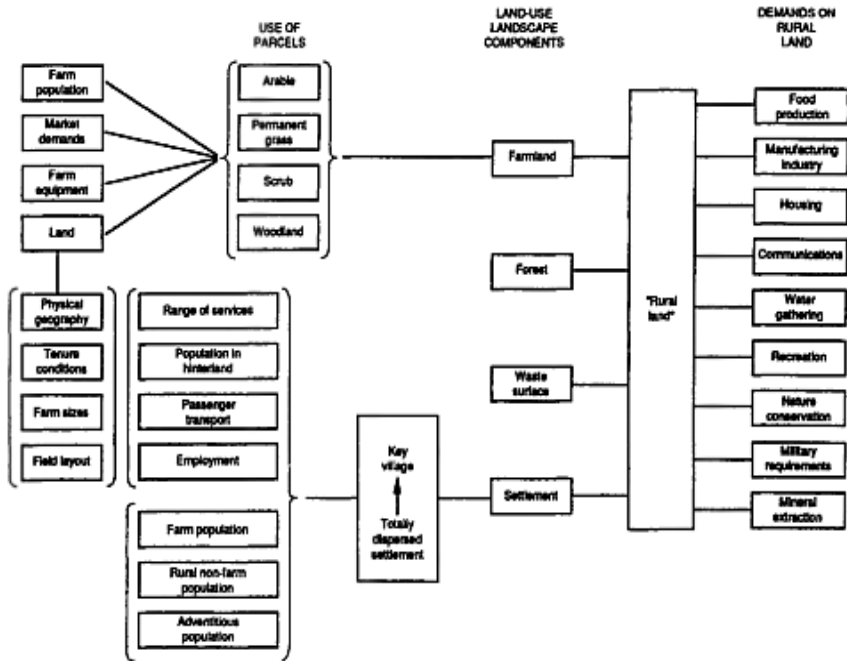 USE OF
PARCELS
LAND-USE
LANDSCAPE
COMPONENTS
DEMANDS ON
RURAL
LAND
Farm
population
Market
demands
Farm
equipment
Land
Physical
geography
Tenure
conditions
Farm sizes
Field layout
Arable
Permanent
grass
Scrub
Woodland
Range of services
Population in
hinterland
Passenger
transport
Employment
Farm population
Rural non-farm
population
Adventitious
population
Key
village
Totally
dispersed
settlement
Farmland
Forest
Waste
surface
Settlement
"Rural
land"
Food
production
Manufacturing
industry
Housing
Communications
Water
gathering
Recreation
Nature
conservation
Military
requirements
Mineral
extraction